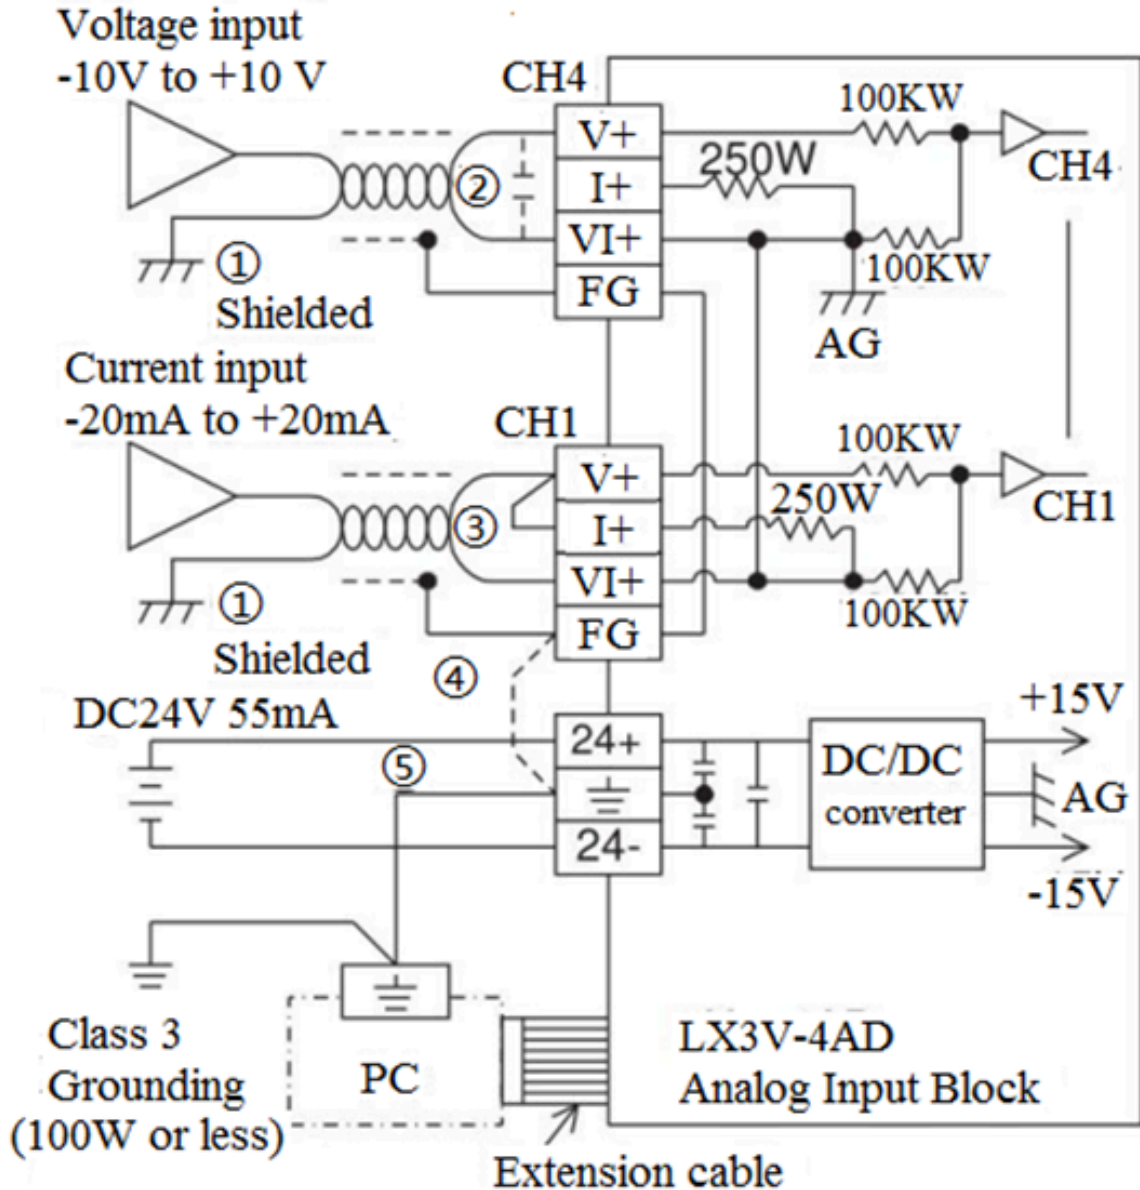 Voltage input
-10V to +10 V
CH4
V+
I+
VI+
FG
①
Shielded
②
100KW
250W
100KW
AG
CH4
Current input
-20mA to +20mA
CH1
V+
I+
VI+
FG
①
Shielded
③
④
100KW
250W
100KW
CH1
DC24V 55mA
⑤
24+
24-
DC/DC
converter
+15V
AG
-15V
Class 3
Grounding
(100W or less)
PC
LX3V-4AD
Analog Input Block
Extension cable